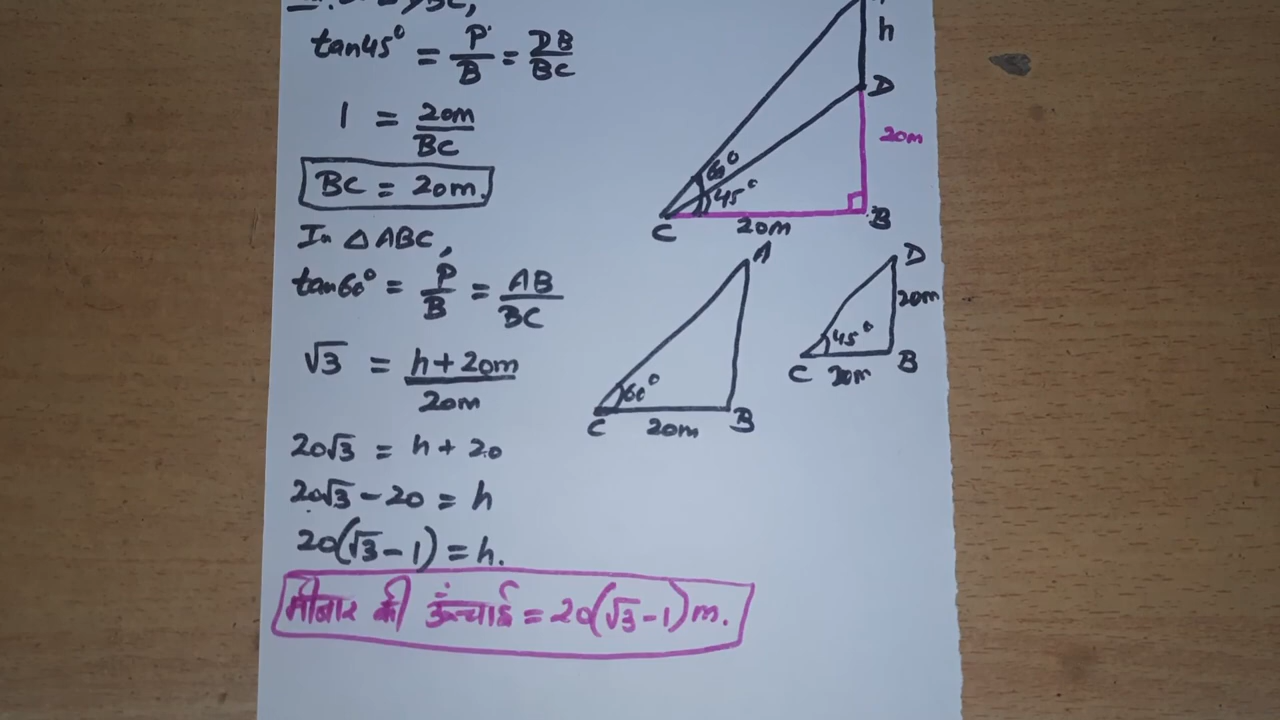 tan45° = P/B = DB/BC
1 = 20m/BC
BC = 20m.
In △ABC,
tan60° = P/B = AB/BC
√3 = h+20m/20m
20√3 = h + 20
20√3 - 20 = h
20(√3-1) = h.
मीनार की ऊँन्चाई = 20(√3-1)m.
h
D
20m
60°
45°
C
20m
B
A
60°
C
20m
B
D
20m
45°
C
20m
B